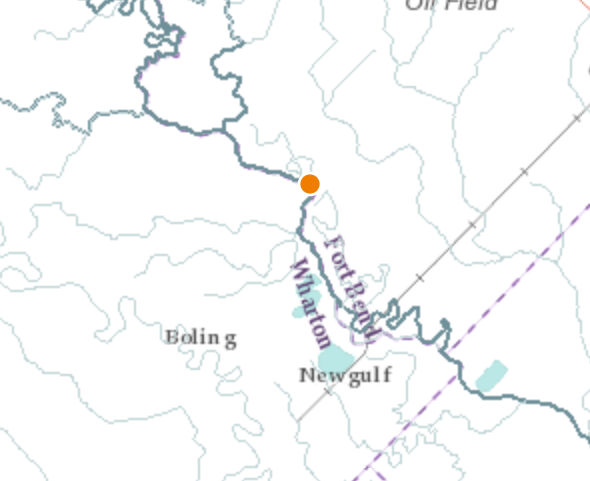 Oil Field
Fort Bend
Wharton
Boling
Newgulf